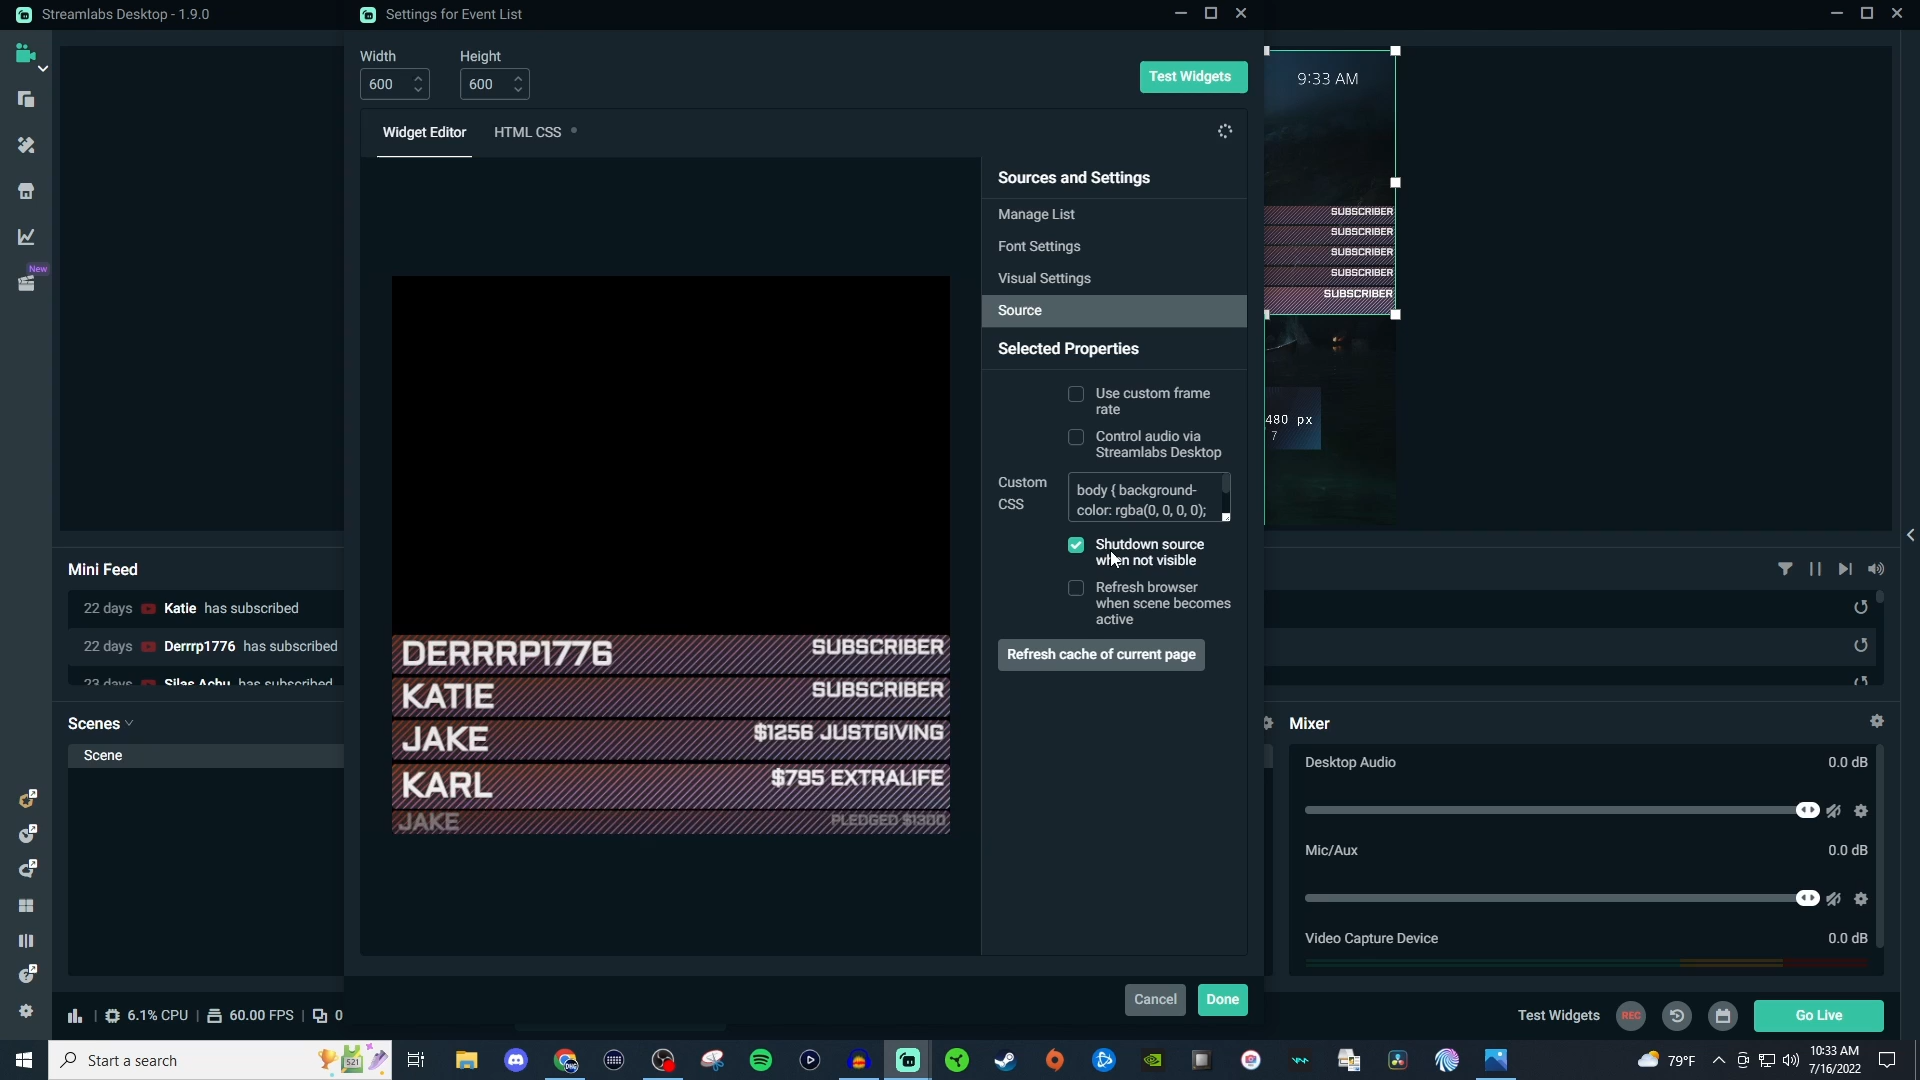 Streamlabs Desktop - 1.9.0
Settings for Event List
Width
Height
600
600
Test Widgets
9:33 AM
Widget Editor
HTML CSS
Sources and Settings
Manage List
Font Settings
Visual Settings
Source
Selected Properties
Use custom frame
rate
Control audio via
Streamlabs Desktop
Custom
CSS
body { background-
color: rgba(0, 0, 0, 0);
Shutdown source
when not visible
Refresh browser
when scene becomes
active
Refresh cache of current page
New
SUBSCRIBER
SUBSCRIBER
SUBSCRIBER
SUBSCRIBER
SUBSCRIBER
480 px
7
DERRRP1776 SUBSCRIBER
KATIE SUBSCRIBER
JAKE $1256 JUSTGIVING
KARL $795 EXTRALIFE
JAKE PLEDGED $1300
Mini Feed
22 days Katie has subscribed
22 days Derrrp1776 has subscribed
23 days Silas Achu has subscribed
Scenes
Scene
Mixer
Desktop Audio 0.0 dB
Mic/Aux 0.0 dB
Video Capture Device 0.0 dB
Cancel
Done
6.1% CPU
60.00 FPS
0
Test Widgets
REC
Go Live
Start a search
79°F
10:33 AM
7/16/2022